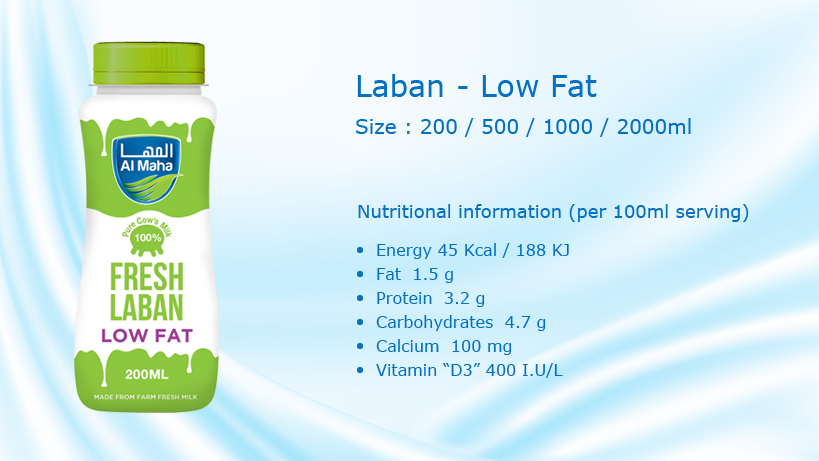 المها
Al Maha
Pure Cow's Milk
100%
FRESH
LABAN
LOW FAT
200ML
MADE FROM FARM FRESH MILK
Laban - Low Fat
Size : 200 / 500 / 1000 / 2000ml
Nutritional information (per 100ml serving)
• Energy 45 Kcal / 188 KJ
• Fat  1.5 g
• Protein  3.2 g
• Carbohydrates  4.7 g
• Calcium  100 mg
• Vitamin “D3” 400 I.U/L